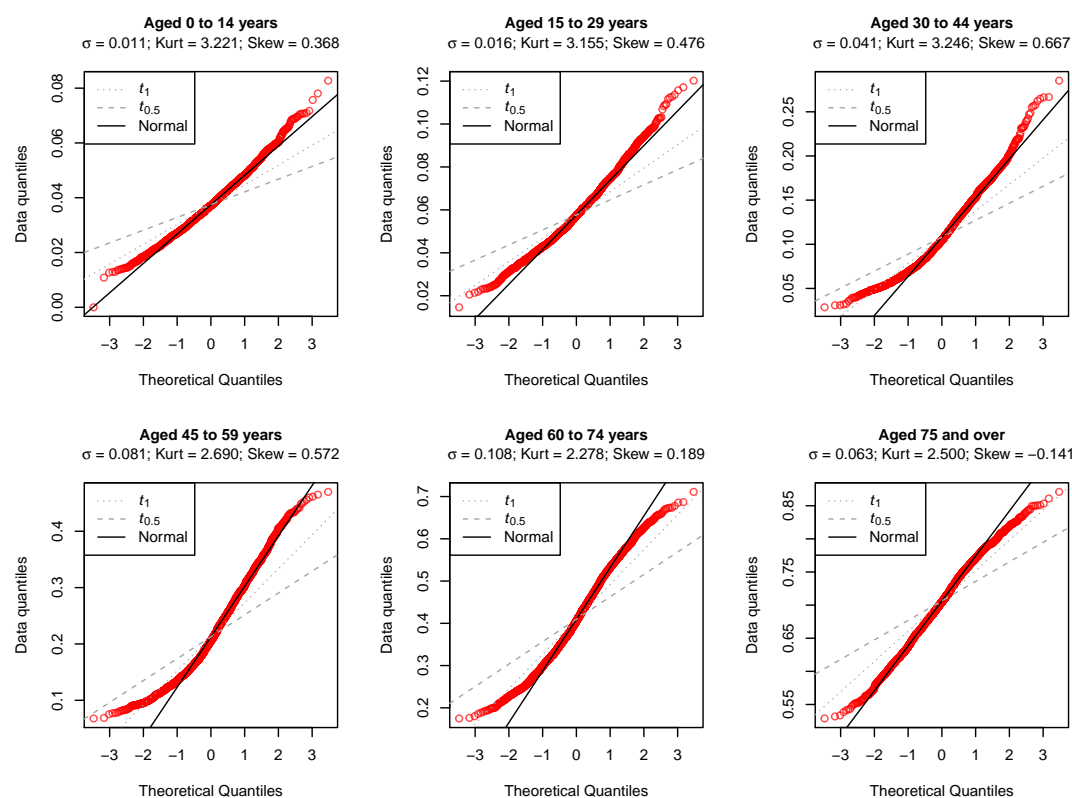 Aged 0 to 14 years
σ = 0.011; Kurt = 3.221; Skew = 0.368
t1
t0.5
Normal
Data quantiles
0.00 0.02 0.04 0.06 0.08
−3 −2 −1 0 1 2 3
Theoretical Quantiles
Aged 15 to 29 years
σ = 0.016; Kurt = 3.155; Skew = 0.476
t1
t0.5
Normal
Data quantiles
0.02 0.04 0.06 0.08 0.10 0.12
−3 −2 −1 0 1 2 3
Theoretical Quantiles
Aged 30 to 44 years
σ = 0.041; Kurt = 3.246; Skew = 0.667
t1
t0.5
Normal
Data quantiles
0.05 0.10 0.15 0.20 0.25
−3 −2 −1 0 1 2 3
Theoretical Quantiles
Aged 45 to 59 years
σ = 0.081; Kurt = 2.690; Skew = 0.572
t1
t0.5
Normal
Data quantiles
0.1 0.2 0.3 0.4
−3 −2 −1 0 1 2 3
Theoretical Quantiles
Aged 60 to 74 years
σ = 0.108; Kurt = 2.278; Skew = 0.189
t1
t0.5
Normal
Data quantiles
0.2 0.3 0.4 0.5 0.6 0.7
−3 −2 −1 0 1 2 3
Theoretical Quantiles
Aged 75 and over
σ = 0.063; Kurt = 2.500; Skew = −0.141
t1
t0.5
Normal
Data quantiles
0.55 0.65 0.75 0.85
−3 −2 −1 0 1 2 3
Theoretical Quantiles